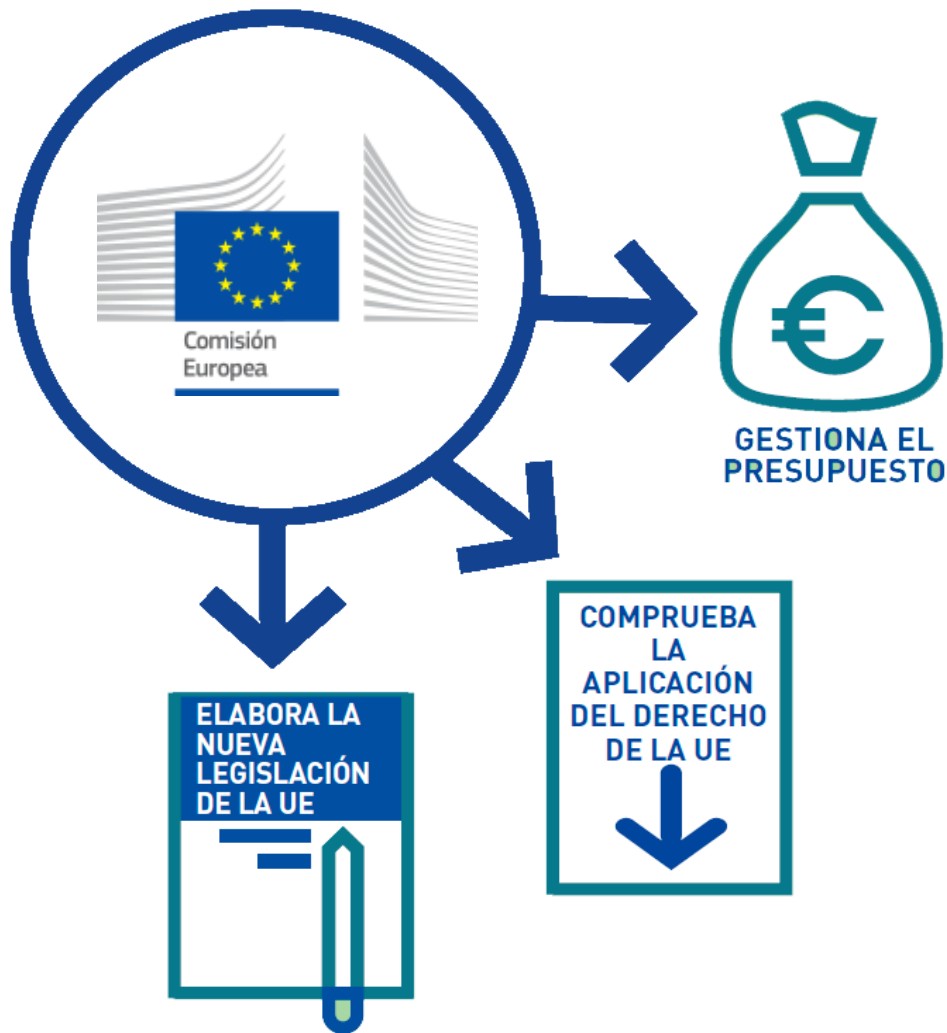 Comisión
Europea
GESTIONA EL
PRESUPUESTO
COMPRUEBA
LA
APLICACIÓN
DEL DERECHO
DE LA UE
ELABORA LA
NUEVA
LEGISLACIÓN
DE LA UE